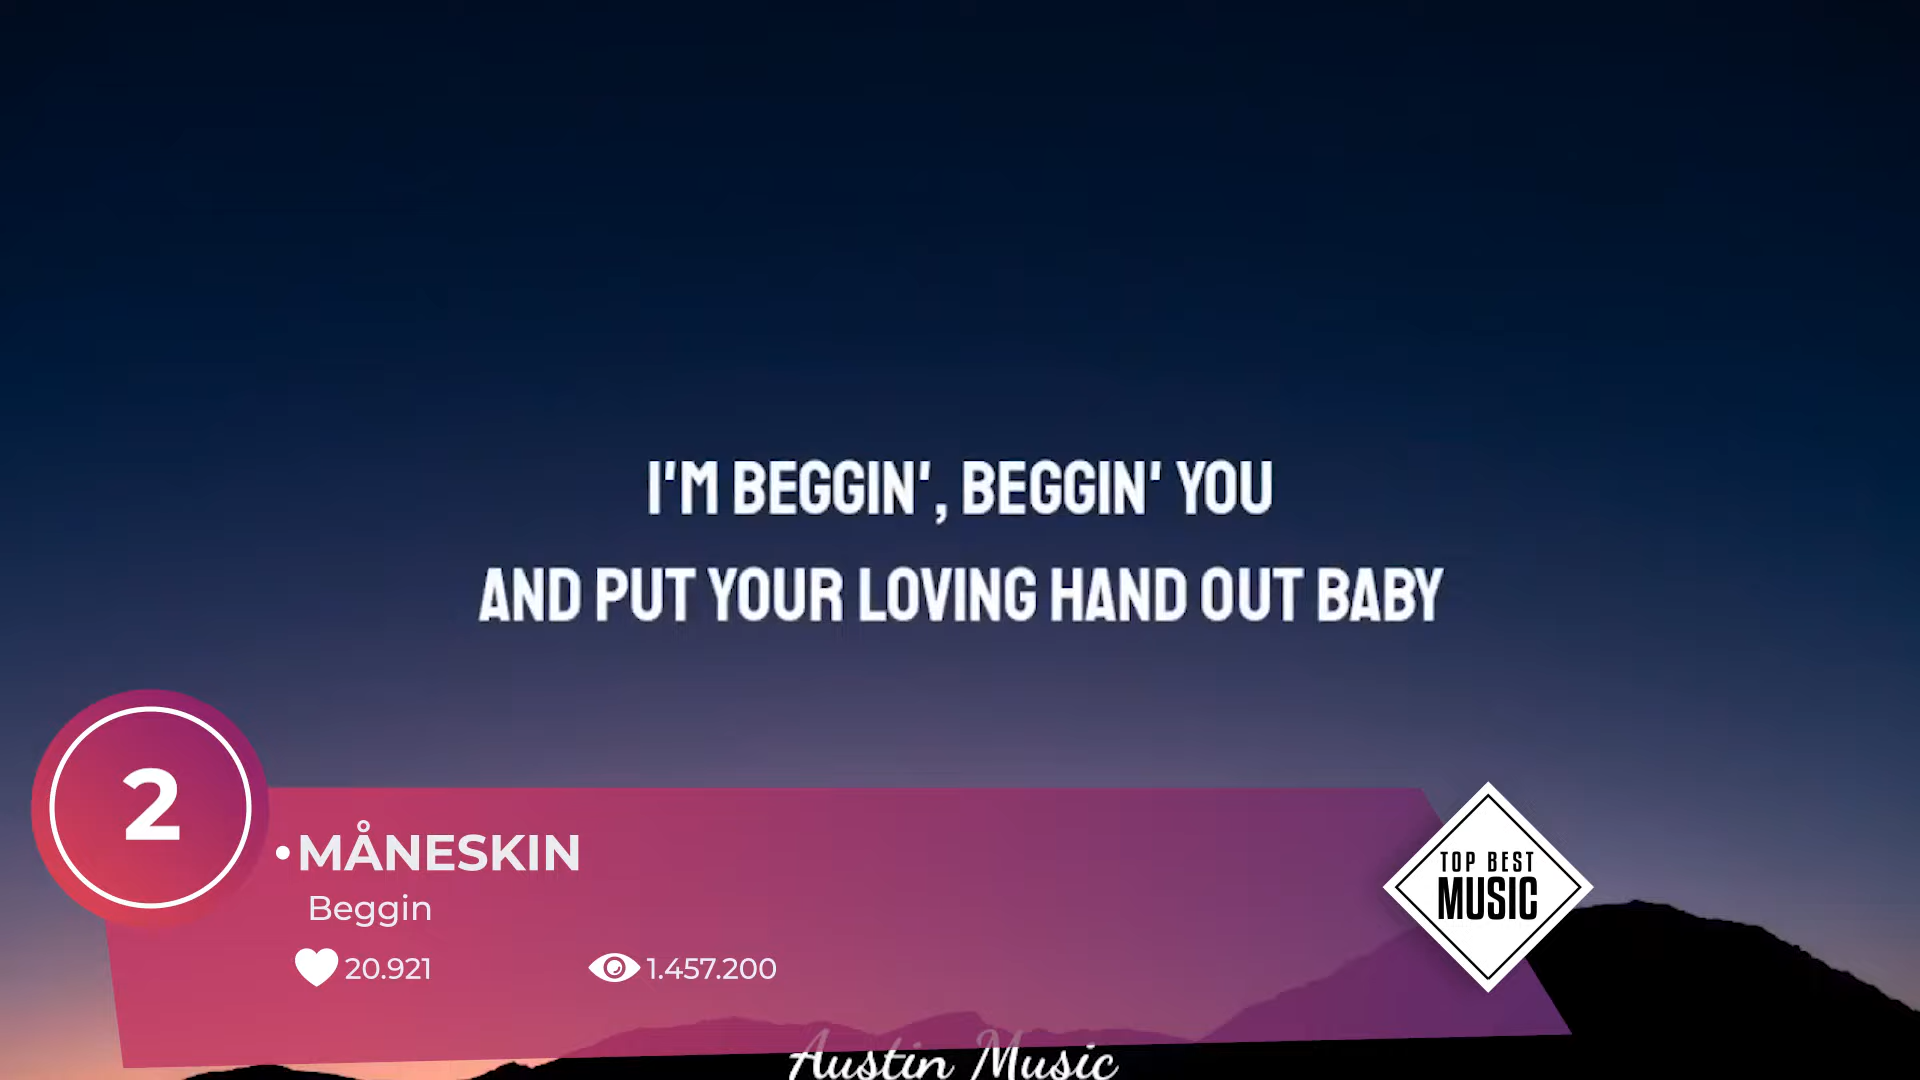 I'M BEGGIN', BEGGIN' YOU
AND PUT YOUR LOVING HAND OUT BABY
2
•MÅNESKIN
Beggin
20.921
1.457.200
TOP BEST
MUSIC
Austin Music